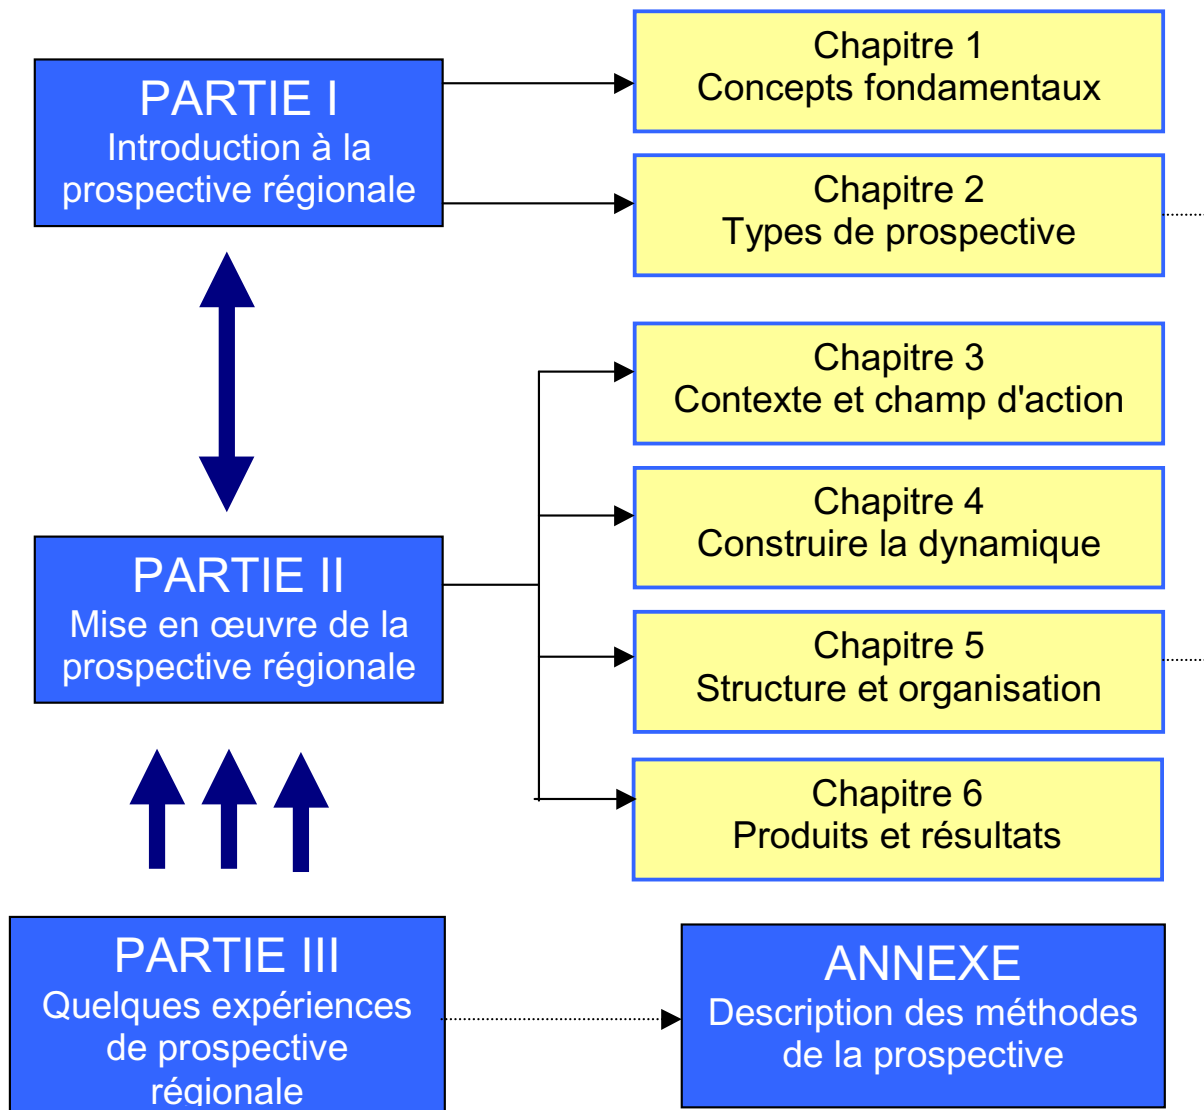 PARTIE I
Introduction à la
prospective régionale
Chapitre 1
Concepts fondamentaux
Chapitre 2
Types de prospective
PARTIE II
Mise en œuvre de la
prospective régionale
Chapitre 3
Contexte et champ d'action
Chapitre 4
Construire la dynamique
Chapitre 5
Structure et organisation
Chapitre 6
Produits et résultats
PARTIE III
Quelques expériences
de prospective
régionale
ANNEXE
Description des méthodes
de la prospective